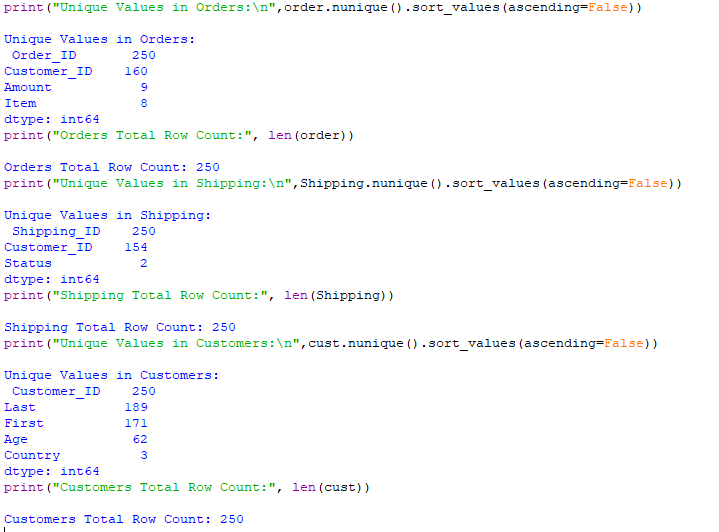 print("Unique Values in Orders:\n",order.nunique().sort_values(ascending=False))
Unique Values in Orders:
Order_ID 250
Customer_ID 160
Amount 9
Item 8
dtype: int64
print("Orders Total Row Count:", len(order))
Orders Total Row Count: 250
print("Unique Values in Shipping:\n",Shipping.nunique().sort_values(ascending=False))
Unique Values in Shipping:
Shipping_ID 250
Customer_ID 154
Status 2
dtype: int64
print("Shipping Total Row Count:", len(Shipping))
Shipping Total Row Count: 250
print("Unique Values in Customers:\n",cust.nunique().sort_values(ascending=False))
Unique Values in Customers:
Customer_ID 250
Last 189
First 171
Age 62
Country 3
dtype: int64
print("Customers Total Row Count:", len(cust))
Customers Total Row Count: 250